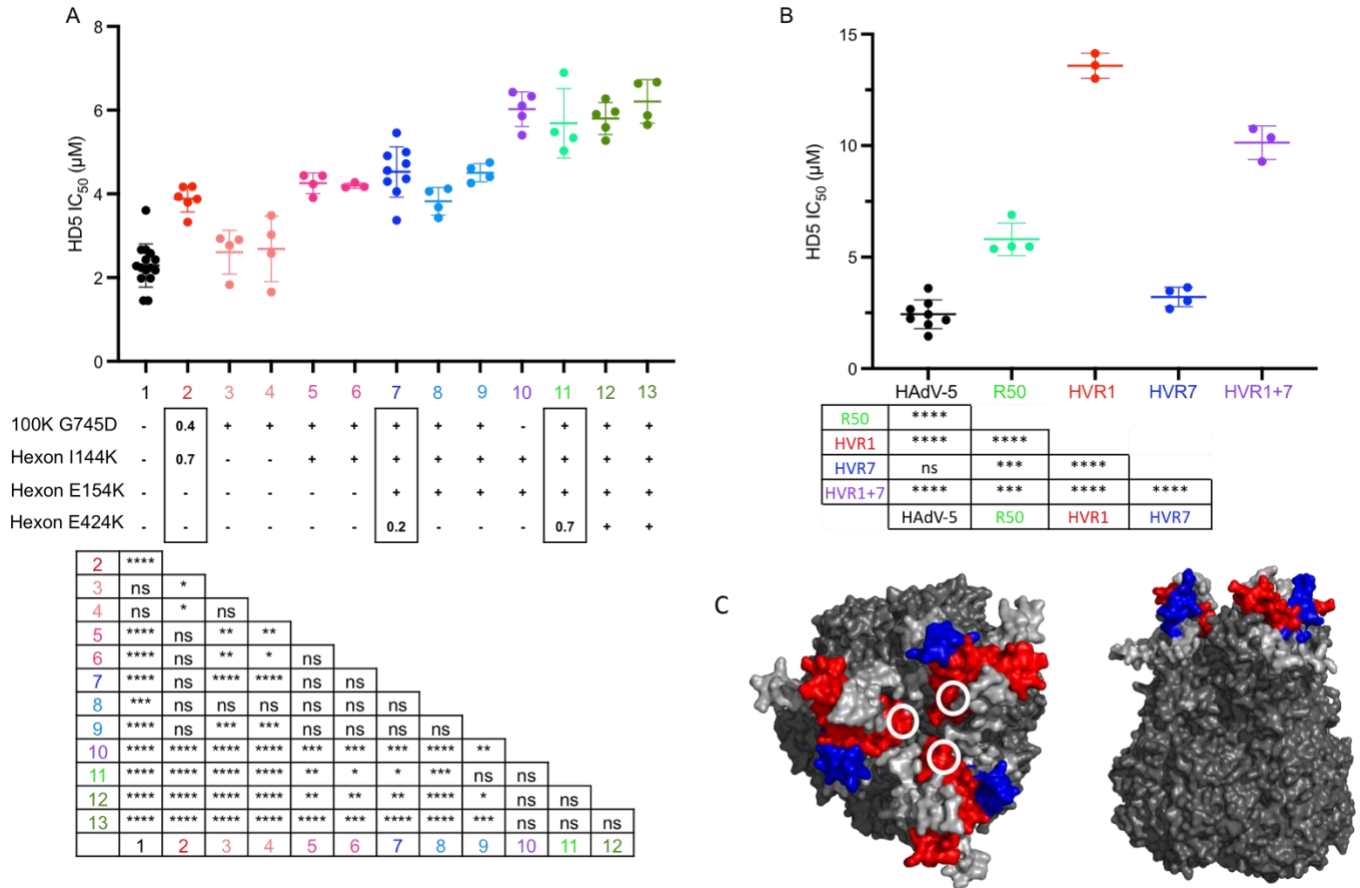 A
8
6
4
2
0
HD5 IC50 (µM)
1 2 3 4 5 6 7 8 9 10 11 12 13
100K G745D - 0.4 + + + + + + + - + + +
Hexon I144K - 0.7 - - + + + + + + + + +
Hexon E154K - - - - - - + + + + + + +
Hexon E424K - - - - - - 0.2 - - - 0.7 + +
2 ****
3 ns *
4 ns * ns
5 **** ns ** **
6 **** ns ** * ns
7 **** ns **** **** ns ns
8 *** ns ns ns ns ns ns
9 **** ns *** *** ns ns ns ns
10 **** **** **** **** *** *** *** **** **
11 **** **** **** **** ** * * *** ns ns
12 **** **** **** **** ** ** ** **** * ns ns
13 **** **** **** **** **** *** **** **** *** ns ns ns
1 2 3 4 5 6 7 8 9 10 11 12
B
15
10
5
0
HD5 IC50 (µM)
HAdV-5 R50 HVR1 HVR7 HVR1+7
R50 ****
HVR1 **** ****
HVR7 ns *** ****
HVR1+7 **** *** **** ****
HAdV-5 R50 HVR1 HVR7
C